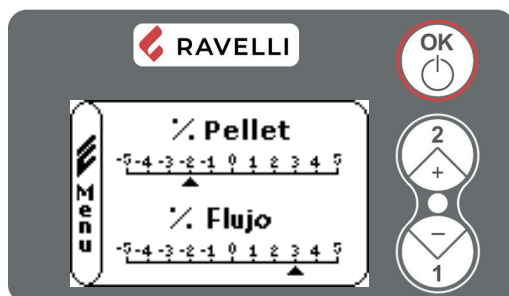 RAVELLI
OK
Menu
% Pellet
-5 -4 -3 -2 -1 0 1 2 3 4 5
% Flujo
-5 -4 -3 -2 -1 0 1 2 3 4 5
2
+
−
1